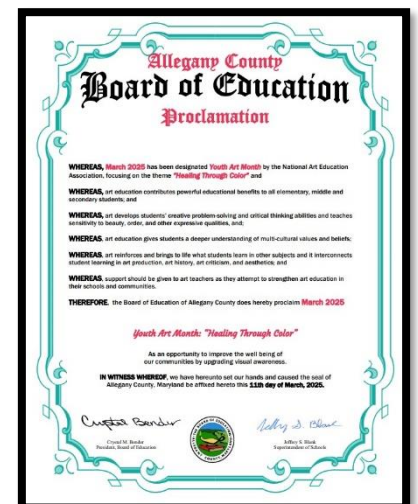 Allegany County
Board of Education
Proclamation
WHEREAS, March 2025 has been designated Youth Art Month by the National Art Education
Association, focusing on the theme "Healing Through Color" and
WHEREAS, art education contributes powerful educational benefits to all elementary, middle and
secondary students; and
WHEREAS, art develops students' creative problem-solving and critical thinking abilities and teaches
sensitivity to beauty, order, and other expressive qualities, and;
WHEREAS, art education gives students a deeper understanding of multi-cultural values and beliefs;
WHEREAS, art reinforces and brings to life what students learn in other subjects and it interconnects
student learning in art production, art history, art criticism, and aesthetics; and
WHEREAS, support should be given to art teachers as they attempt to strengthen art education in
their schools and communities.
THEREFORE, the Board of Education of Allegany County does hereby proclaim March 2025
Youth Art Month: "Healing Through Color"
As an opportunity to improve the well being of
our communities by upgrading visual awareness.
IN WITNESS WHEREOF, we have hereunto set our hands and caused the seal of
Allegany County, Maryland be affixed hereto this 11th day of March, 2025.
Crystal Bender
Jeffrey S. Blank
Crystal M. Bender
President, Board of Education
Jeffrey S. Blank
Superintendent of Schools